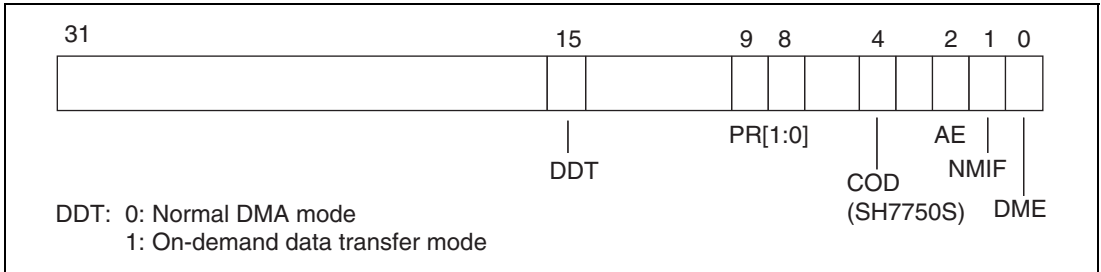 31 15 9 8 4 2 1 0
PR[1:0] AE
DDT NMIF
COD
(SH7750S) DME
DDT: 0: Normal DMA mode
1: On-demand data transfer mode